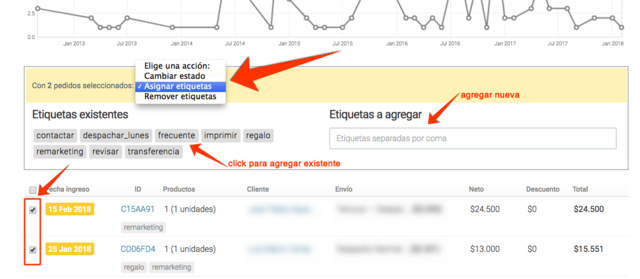 5.0
2.5
0.0
Jan 2013 Jul 2013 Jan 2014 Jul 2014 Jan 2015 Jul 2015 Jan 2016 Jul 2016 Jan 2017 Jul 2017 Jan 2018
Elige una acción:
Cambiar estado
Con 2 pedidos seleccionados: ✓ Asignar etiquetas
Remover etiquetas
agregar nueva
Etiquetas existentes Etiquetas a agregar
contactar despachar_lunes frecuente imprimir regalo
Etiquetas separadas por coma
remarketing revisar transferencia
click para agregar existente
Fecha ingreso ID Productos Cliente Envío Neto Descuento Total
15 Feb 2018 C15AA91 1 (1 unidades) $24.500 $0 $24.500
remarketing
25 Jan 2018 CD06FD4 1 (1 unidades) $13.000 $0 $15.551
regalo remarketing